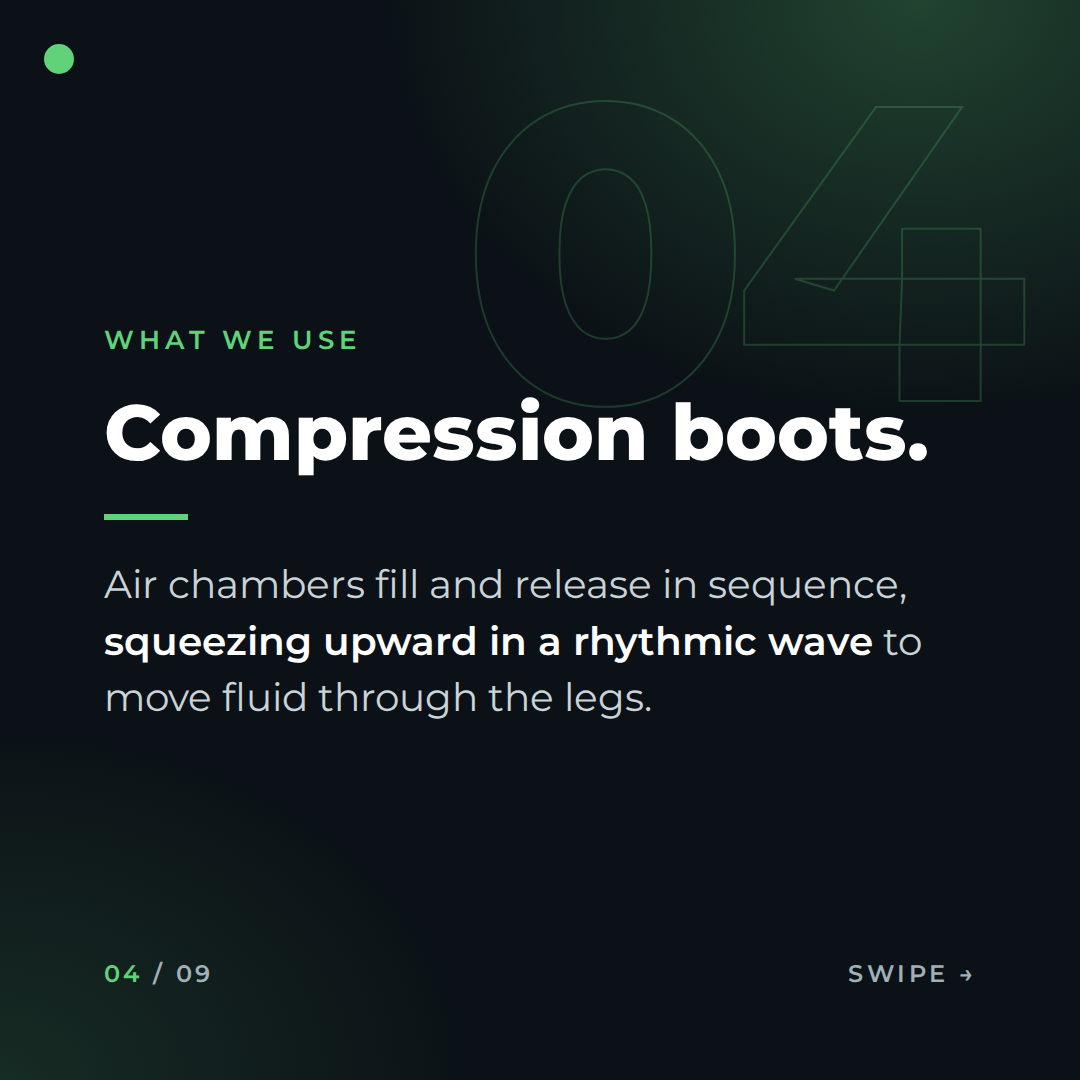 04
WHAT WE USE
Compression boots.
Air chambers fill and release in sequence,
squeezing upward in a rhythmic wave to
move fluid through the legs.
04 / 09
SWIPE →